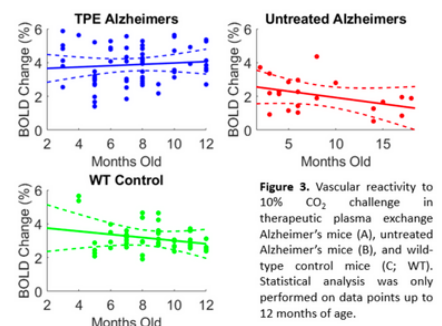 TPE Alzheimers
BOLD Change (%)
6
4
2
0
2 4 6 8 10 12
Months Old
Untreated Alzheimers
BOLD Change (%)
6
4
2
0
5 10 15
Months Old
WT Control
BOLD Change (%)
6
4
2
0
2 4 6 8 10 12
Months Old
Figure 3. Vascular reactivity to
10% CO₂ challenge in
therapeutic plasma exchange
Alzheimer's mice (A), untreated
Alzheimer's mice (B), and wild-
type control mice (C; WT).
Statistical analysis was only
performed on data points up to
12 months of age.